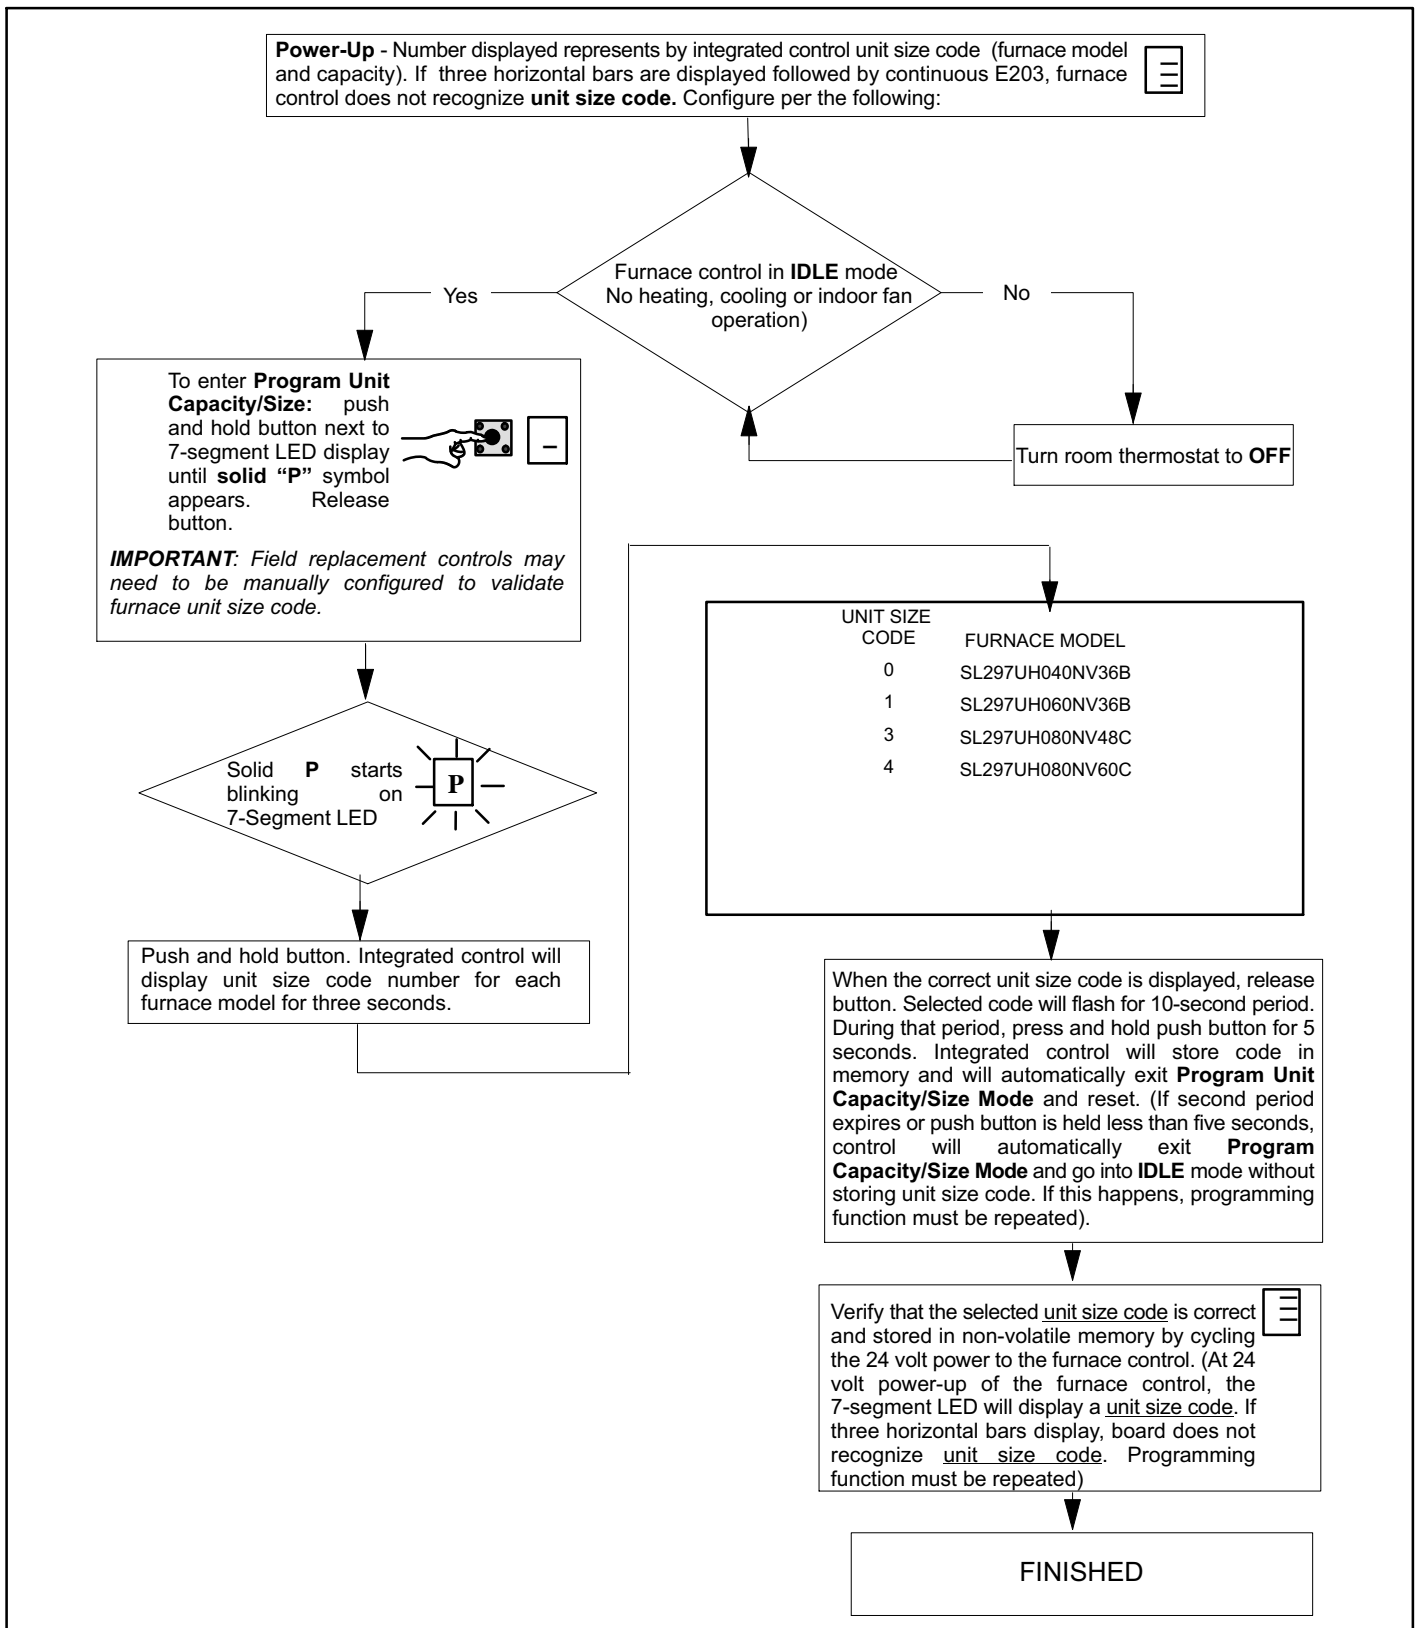 Power-Up - Number displayed represents by integrated control unit size code (furnace model
and capacity). If three horizontal bars are displayed followed by continuous E203, furnace
control does not recognize unit size code. Configure per the following:
Furnace control in IDLE mode
No heating, cooling or indoor fan
operation)
Yes
No
To enter Program Unit
Capacity/Size: push
and hold button next to
7-segment LED display
until solid “P” symbol
appears. Release
button.
IMPORTANT: Field replacement controls may
need to be manually configured to validate
furnace unit size code.
Turn room thermostat to OFF
Solid P starts
blinking on
7-Segment LED
P
Push and hold button. Integrated control will
display unit size code number for each
furnace model for three seconds.
UNIT SIZE
CODE FURNACE MODEL
0 SL297UH040NV36B
1 SL297UH060NV36B
3 SL297UH080NV48C
4 SL297UH080NV60C
When the correct unit size code is displayed, release
button. Selected code will flash for 10-second period.
During that period, press and hold push button for 5
seconds. Integrated control will store code in
memory and will automatically exit Program Unit
Capacity/Size Mode and reset. (If second period
expires or push button is held less than five seconds,
control will automatically exit Program
Capacity/Size Mode and go into IDLE mode without
storing unit size code. If this happens, programming
function must be repeated).
Verify that the selected unit size code is correct
and stored in non-volatile memory by cycling
the 24 volt power to the furnace control. (At 24
volt power-up of the furnace control, the
7-segment LED will display a unit size code. If
three horizontal bars display, board does not
recognize unit size code. Programming
function must be repeated)
FINISHED